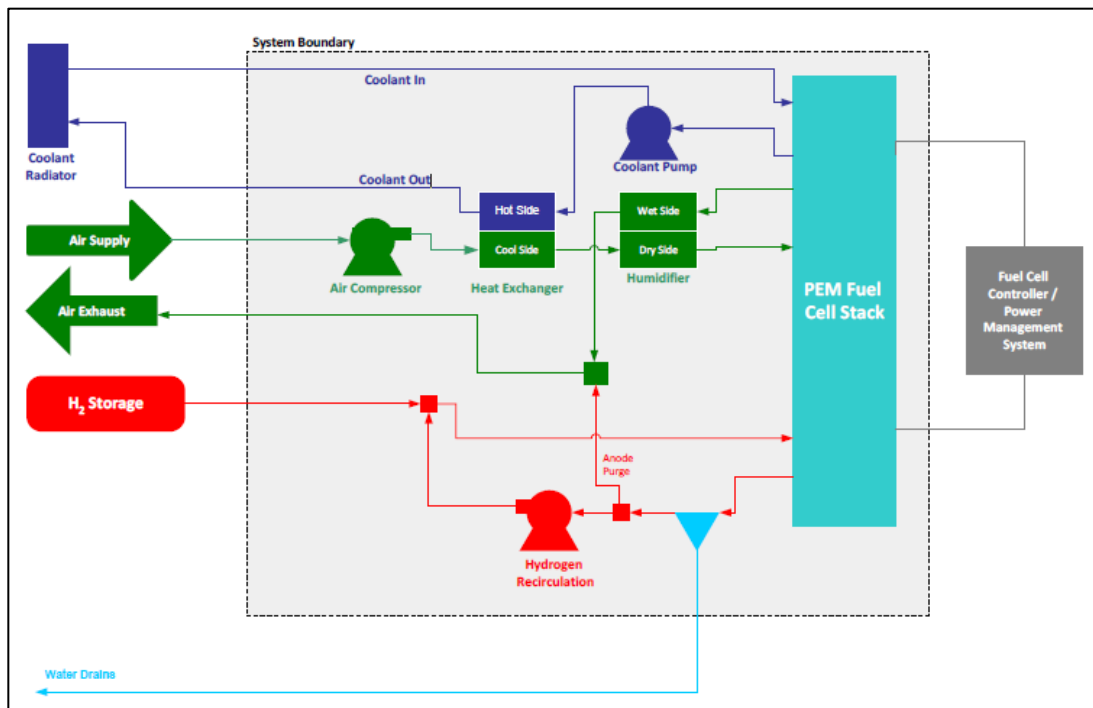 System Boundary
Coolant In
Coolant
Radiator
Coolant Pump
Coolant Out
Hot Side
Wet Side
Air Supply
Cool Side
Dry Side
Air Compressor
Heat Exchanger
Humidifier
Air Exhaust
PEM Fuel
Cell Stack
Fuel Cell
Controller /
Power
Management
System
H₂ Storage
Anode
Purge
Hydrogen
Recirculation
Water Drains